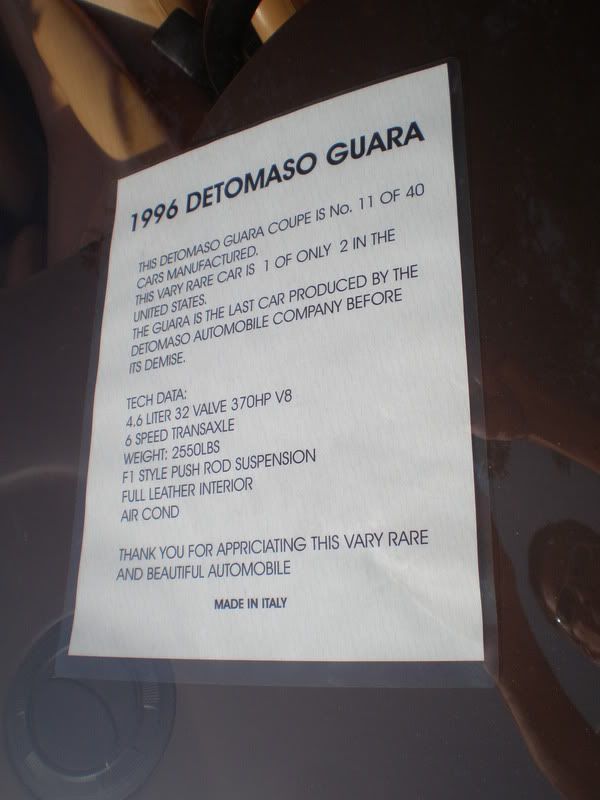 1996 DETOMASO GUARA
THIS DETOMASO GUARA COUPE IS No. 11 OF 40
CARS MANUFACTURED.
THIS VARY RARE CAR IS 1 OF ONLY 2 IN THE
UNITED STATES.
THE GUARA IS THE LAST CAR PRODUCED BY THE
DETOMASO AUTOMOBILE COMPANY BEFORE
ITS DEMISE.
TECH DATA:
4.6 LITER 32 VALVE 370HP V8
6 SPEED TRANSAXLE
WEIGHT: 2550LBS
F1 STYLE PUSH ROD SUSPENSION
FULL LEATHER INTERIOR
AIR COND
THANK YOU FOR APPRICIATING THIS VARY RARE
AND BEAUTIFUL AUTOMOBILE
MADE IN ITALY